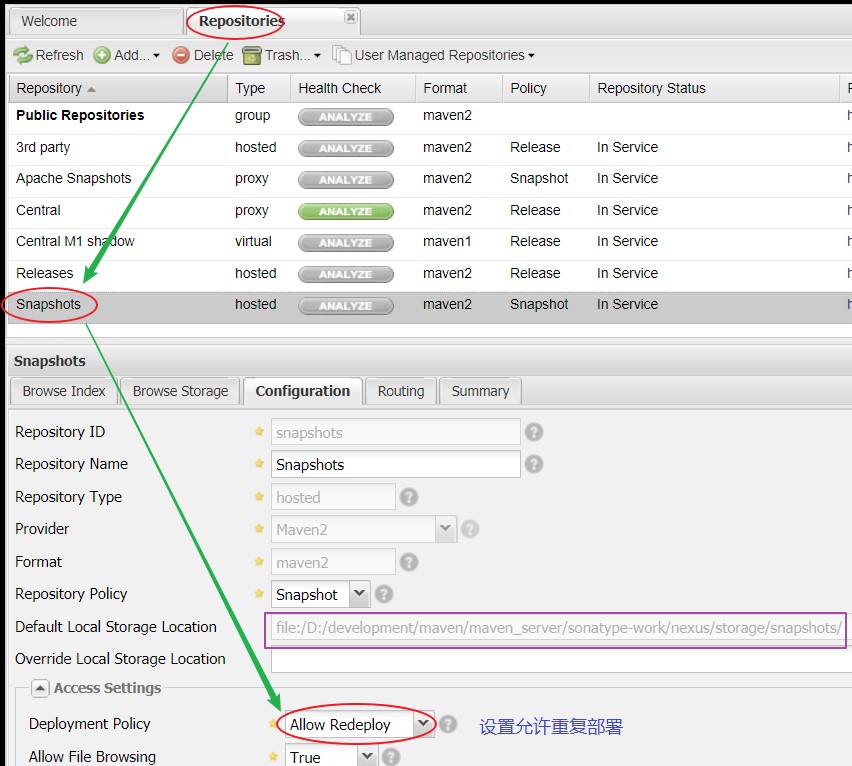 Welcome Repositories
Refresh Add... Delete Trash... User Managed Repositories
Repository Type Health Check Format Policy Repository Status
Public Repositories group ANALYZE maven2
3rd party hosted ANALYZE maven2 Release In Service
Apache Snapshots proxy ANALYZE maven2 Snapshot In Service
Central proxy ANALYZE maven2 Release In Service
Central M1 shadow virtual ANALYZE maven1 Release In Service
Releases hosted ANALYZE maven2 Release In Service
Snapshots hosted ANALYZE maven2 Snapshot In Service
Snapshots
Browse Index Browse Storage Configuration Routing Summary
Repository ID snapshots ?
Repository Name Snapshots ?
Repository Type hosted ?
Provider Maven2 ?
Format maven2 ?
Repository Policy Snapshot ?
Default Local Storage Location file:/D:/development/maven/maven_server/sonatype-work/nexus/storage/snapshots/
Override Local Storage Location
Access Settings
Deployment Policy Allow Redeploy ? 设置允许重复部署
Allow File Browsing True ?